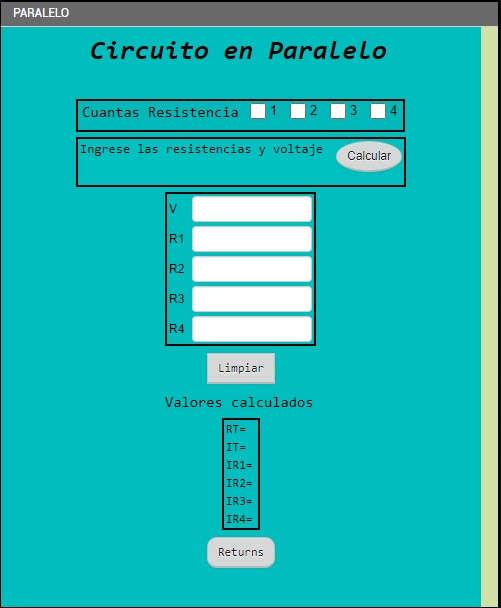 PARALELO
Circuito en Paralelo
Cuantas Resistencia 1 2 3 4
Ingrese las resistencias y voltaje Calcular
V
R1
R2
R3
R4
Limpiar
Valores calculados
RT=
IT=
IR1=
IR2=
IR3=
IR4=
Returns